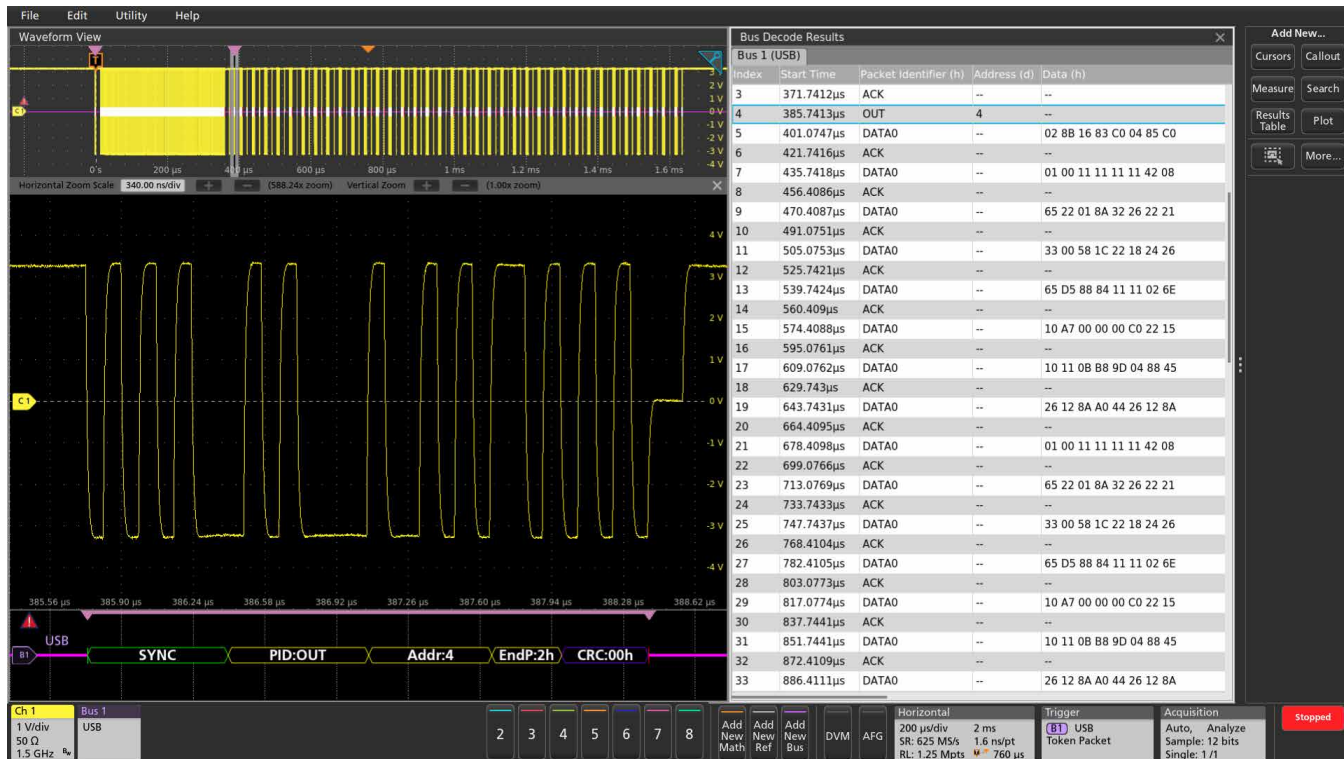 File Edit Utility Help
Waveform View
T
3 V
2 V
1 V
0 V
-1 V
-2 V
-3 V
-4 V
C1
0's 200 µs 400 µs 600 µs 800 µs 1 ms 1.2 ms 1.4 ms 1.6 ms
Horizontal Zoom Scale 340.00 ns/div + − (588.24x zoom) Vertical Zoom + − (1.00x zoom) ×
4 V
3 V
2 V
1 V
C1 0 V
-1 V
-2 V
-3 V
-4 V
385.56 µs 385.90 µs 386.24 µs 386.58 µs 386.92 µs 387.26 µs 387.60 µs 387.94 µs 388.28 µs 388.62 µs
USB
B1 SYNC PID:OUT Addr:4 EndP:2h CRC:00h
Bus Decode Results ×
Bus 1 (USB)
Index Start Time Packet Identifier (h) Address (d) Data (h)
3 371.7412µs ACK -- --
4 385.7413µs OUT 4 --
5 401.0747µs DATA0 -- 02 8B 16 83 C0 04 85 C0
6 421.7416µs ACK -- --
7 435.7418µs DATA0 -- 01 00 11 11 11 11 42 08
8 456.4086µs ACK -- --
9 470.4087µs DATA0 -- 65 22 01 8A 32 26 22 21
10 491.0751µs ACK -- --
11 505.0753µs DATA0 -- 33 00 58 1C 22 18 24 26
12 525.7421µs ACK -- --
13 539.7424µs DATA0 -- 65 D5 88 84 11 11 02 6E
14 560.409µs ACK -- --
15 574.4088µs DATA0 -- 10 A7 00 00 00 C0 22 15
16 595.0761µs ACK -- --
17 609.0762µs DATA0 -- 10 11 0B B8 9D 04 88 45
18 629.743µs ACK -- --
19 643.7431µs DATA0 -- 26 12 8A A0 44 26 12 8A
20 664.4095µs ACK -- --
21 678.4098µs DATA0 -- 01 00 11 11 11 11 42 08
22 699.0766µs ACK -- --
23 713.0769µs DATA0 -- 65 22 01 8A 32 26 22 21
24 733.7433µs ACK -- --
25 747.7437µs DATA0 -- 33 00 58 1C 22 18 24 26
26 768.4104µs ACK -- --
27 782.4105µs DATA0 -- 65 D5 88 84 11 11 02 6E
28 803.0773µs ACK -- --
29 817.0774µs DATA0 -- 10 A7 00 00 00 C0 22 15
30 837.7441µs ACK -- --
31 851.7441µs DATA0 -- 10 11 0B B8 9D 04 88 45
32 872.4109µs ACK -- --
33 886.4111µs DATA0 -- 26 12 8A A0 44 26 12 8A
Add New...
Cursors Callout
Measure Search
Results Table Plot
More...
Ch 1
1 V/div
50 Ω
1.5 GHz Bw
Bus 1
USB
2 3 4 5 6 7 8
Add New Math
Add New Ref
Add New Bus
DVM
AFG
Horizontal
200 µs/div 2 ms
SR: 625 MS/s 1.6 ns/pt
RL: 1.25 Mpts 760 µs
Trigger
B1 USB
Token Packet
Acquisition
Auto, Analyze
Sample: 12 bits
Single: 1 /1
Stopped